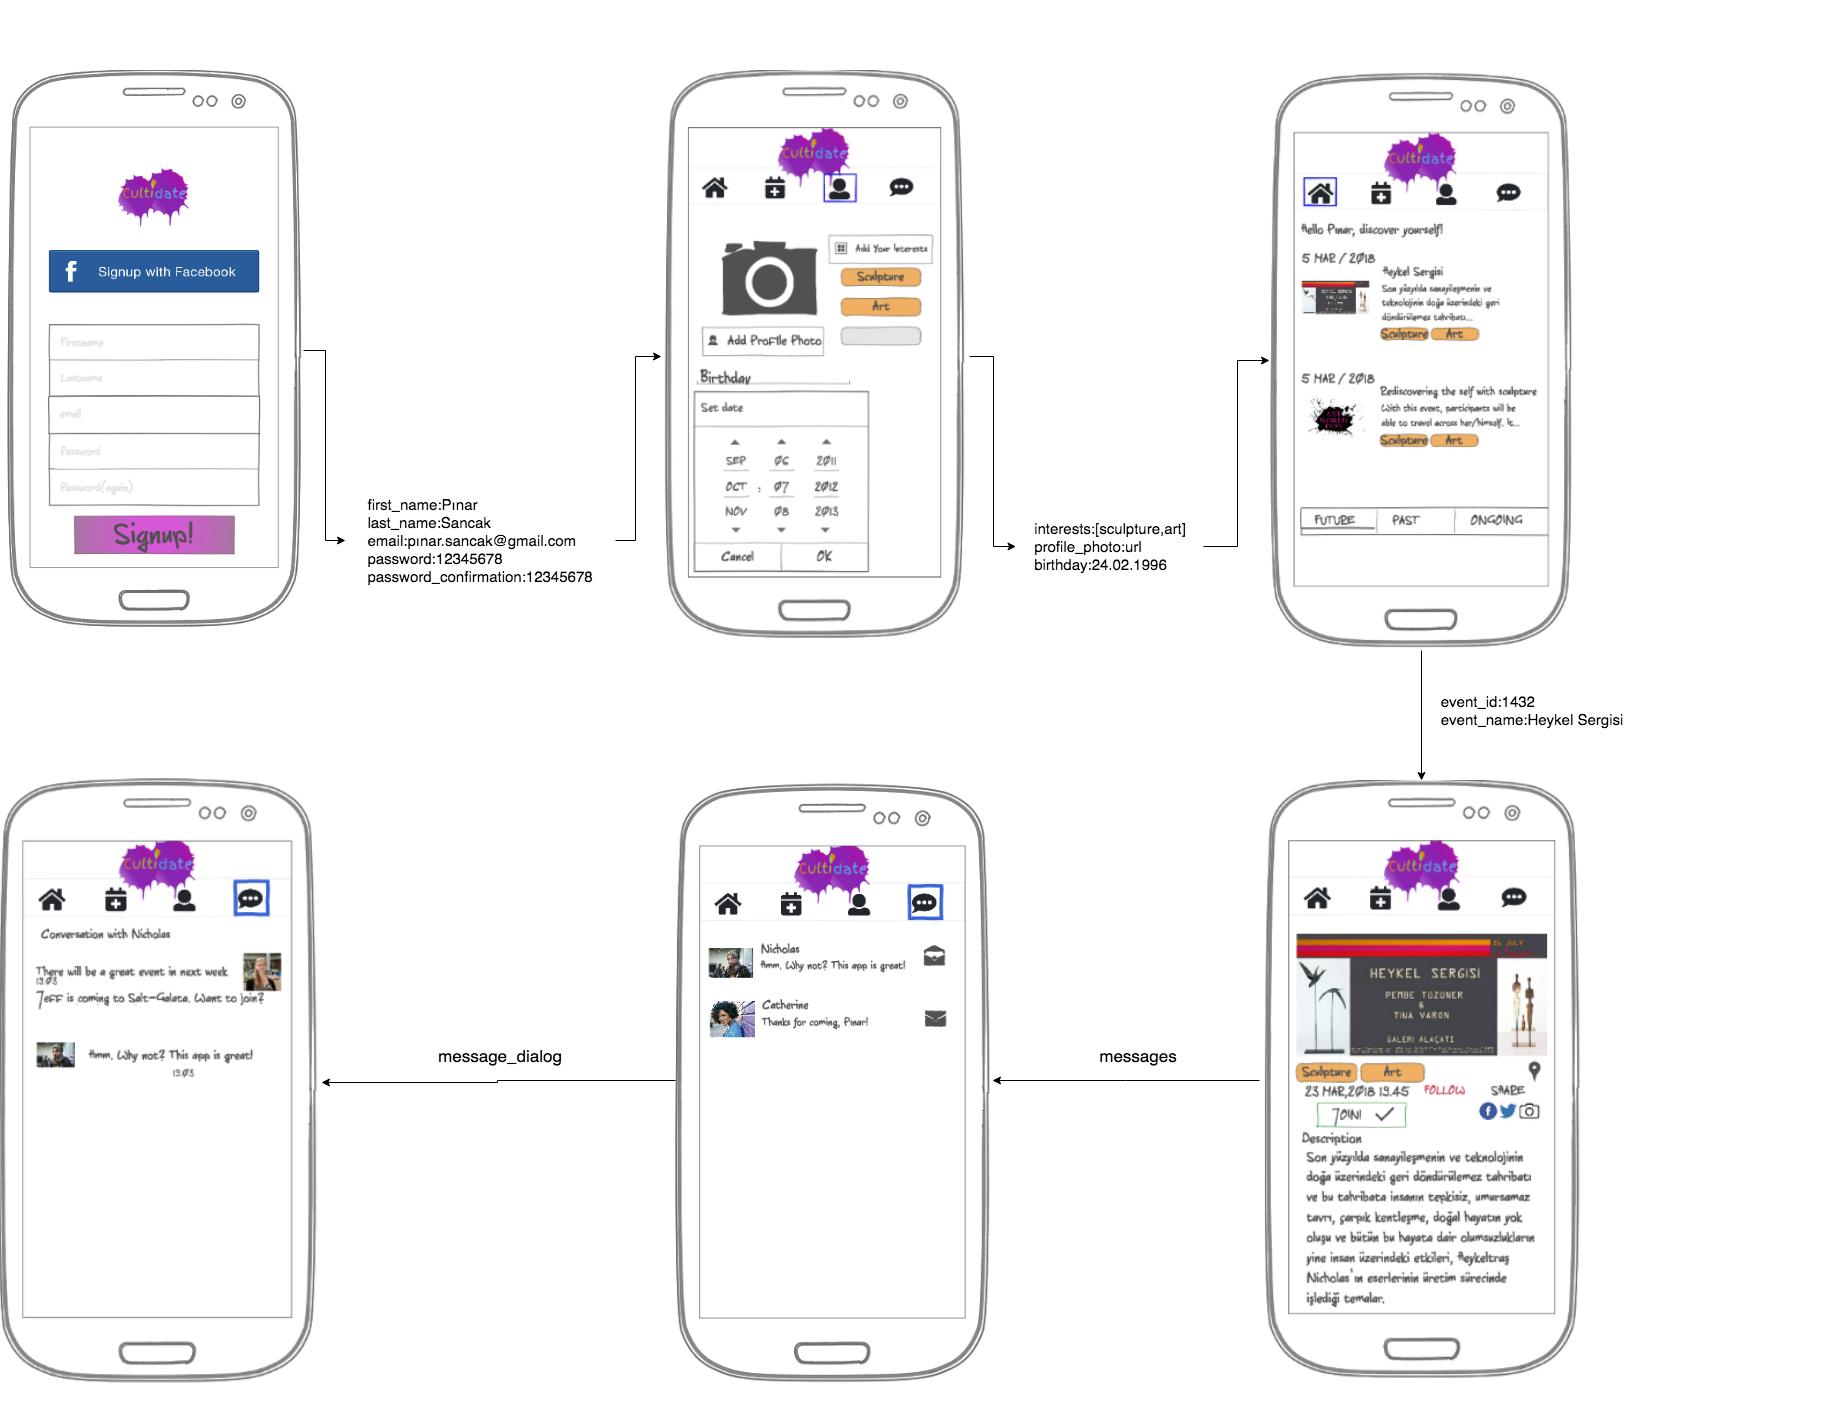 Cultidate
Signup with Facebook
Firstname
Lastname
email
Password
Password(again)
Signup!
first_name:Pınar
last_name:Sancak
email:pınar.sancak@gmail.com
password:12345678
password_confirmation:12345678
Cultidate
Add Your Interests
Sculpture
Art
Add Profile Photo
Birthday
Set date
SEP 06 2011
OCT : 07 2012
NOV 08 2013
Cancel OK
interests:[sculpture,art]
profile_photo:url
birthday:24.02.1996
Cultidate
Hello Pınar, discover yourself!
5 MAR / 2018
Heykel Sergisi
Son yüzyılda sanayileşmenin ve
teknolojinin doğa üzerindeki geri
döndürülemez tahribatı...
Sculpture Art
5 MAR / 2018
Rediscovering the self with sculpture
With this event, participants will be
able to travel across her/himself. It...
Sculpture Art
FUTURE PAST ONGOING
event_id:1432
event_name:Heykel Sergisi
Cultidate
HEYKEL SERGİSİ
PEMBE TOZONER
&
TINA VARON
GALERI ALAÇATI
Sculpture Art
23 MAR,2018 19.45 FOLLOW SHARE
JOIN!
Description
Son yüzyılda sanayileşmenin ve teknolojinin
doğa üzerindeki geri döndürülemez tahribatı
ve bu tahribata insanın tepkisiz, umursamaz
tavrı, çarpık kentleşme, doğal hayatın yok
oluşu ve bütün bu hayata dair olumsuzlukların
yine insan üzerindeki etkileri, Heykeltraş
Nicholas'ın eserlerinin üretim sürecinde
işlediği temalar.
messages
Cultidate
Nicholas
Hmm. Why not? This app is great!
Catherine
Thanks for coming, Pınar!
message_dialog
Cultidate
Conversation with Nicholas
There will be a great event in next week
19.03
Jeff is coming to Salt-Galata. Want to join?
Hmm. Why not? This app is great!
19.03